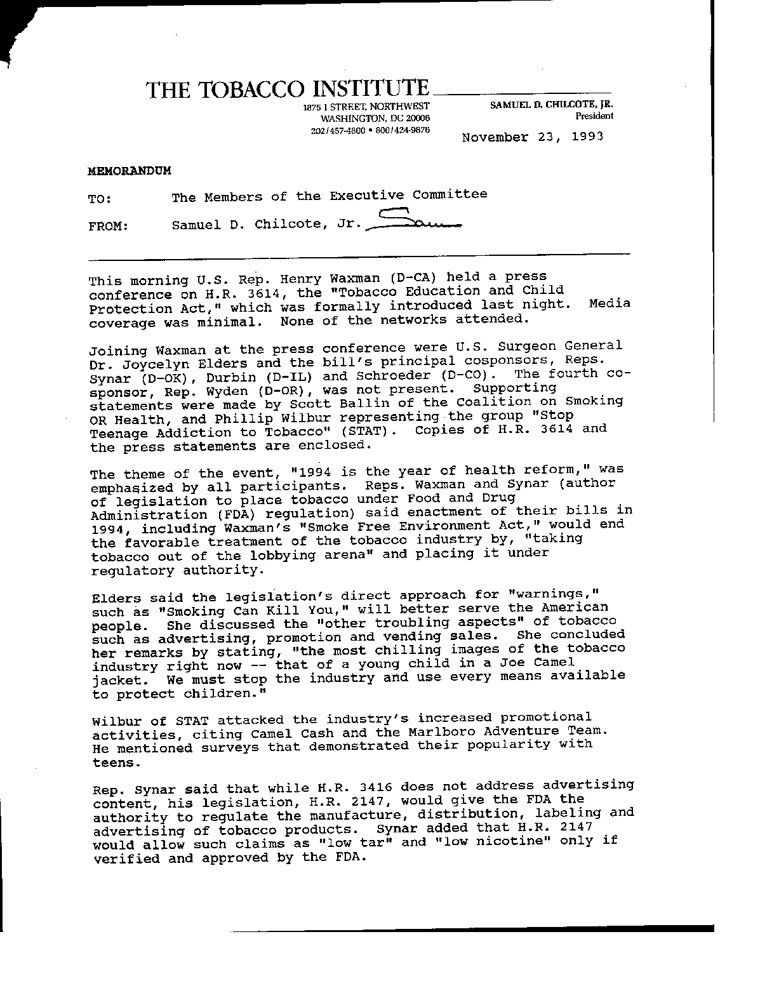 THE TOBACCO INSTITUTE
1875 I STREET, NORTHWEST
WASHINGTON, DC 20006
202/457-4800 • 800/424-9876
SAMUEL D. CHILCOTE, JR.
President
November 23, 1993
MEMORANDUM
TO: The Members of the Executive Committee
FROM: Samuel D. Chilcote, Jr. Sam
This morning U.S. Rep. Henry Waxman (D-CA) held a press
conference on H.R. 3614, the "Tobacco Education and Child
Protection Act," which was formally introduced last night. Media
coverage was minimal. None of the networks attended.
Joining Waxman at the press conference were U.S. Surgeon General
Dr. Joycelyn Elders and the bill's principal cosponsors, Reps.
Synar (D-OK), Durbin (D-IL) and Schroeder (D-CO). The fourth co-
sponsor, Rep. Wyden (D-OR), was not present. Supporting
statements were made by Scott Ballin of the Coalition on Smoking
OR Health, and Phillip Wilbur representing the group "Stop
Teenage Addiction to Tobacco" (STAT). Copies of H.R. 3614 and
the press statements are enclosed.
The theme of the event, "1994 is the year of health reform," was
emphasized by all participants. Reps. Waxman and Synar (author
of legislation to place tobacco under Food and Drug
Administration (FDA) regulation) said enactment of their bills in
1994, including Waxman's "Smoke Free Environment Act," would end
the favorable treatment of the tobacco industry by, "taking
tobacco out of the lobbying arena" and placing it under
regulatory authority.
Elders said the legislation's direct approach for "warnings,"
such as "Smoking Can Kill You," will better serve the American
people. She discussed the "other troubling aspects" of tobacco
such as advertising, promotion and vending sales. She concluded
her remarks by stating, "the most chilling images of the tobacco
industry right now -- that of a young child in a Joe Camel
jacket. We must stop the industry and use every means available
to protect children."
Wilbur of STAT attacked the industry's increased promotional
activities, citing Camel Cash and the Marlboro Adventure Team.
He mentioned surveys that demonstrated their popularity with
teens.
Rep. Synar said that while H.R. 3416 does not address advertising
content, his legislation, H.R. 2147, would give the FDA the
authority to regulate the manufacture, distribution, labeling and
advertising of tobacco products. Synar added that H.R. 2147
would allow such claims as "low tar" and "low nicotine" only if
verified and approved by the FDA.